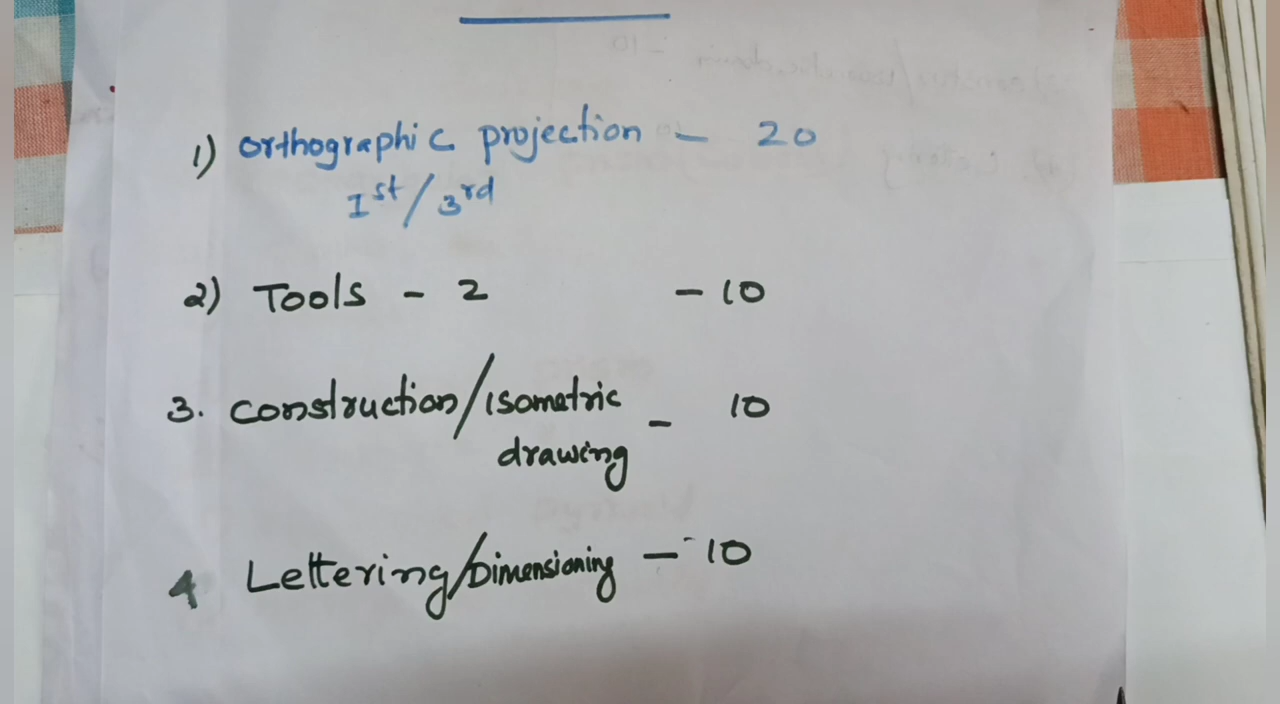 1) Orthographic projection – 20
1st/3rd
2) Tools - 2 – 10
3. Construction/Isometric – 10
drawing
4 Lettering/Dimensioning – 10